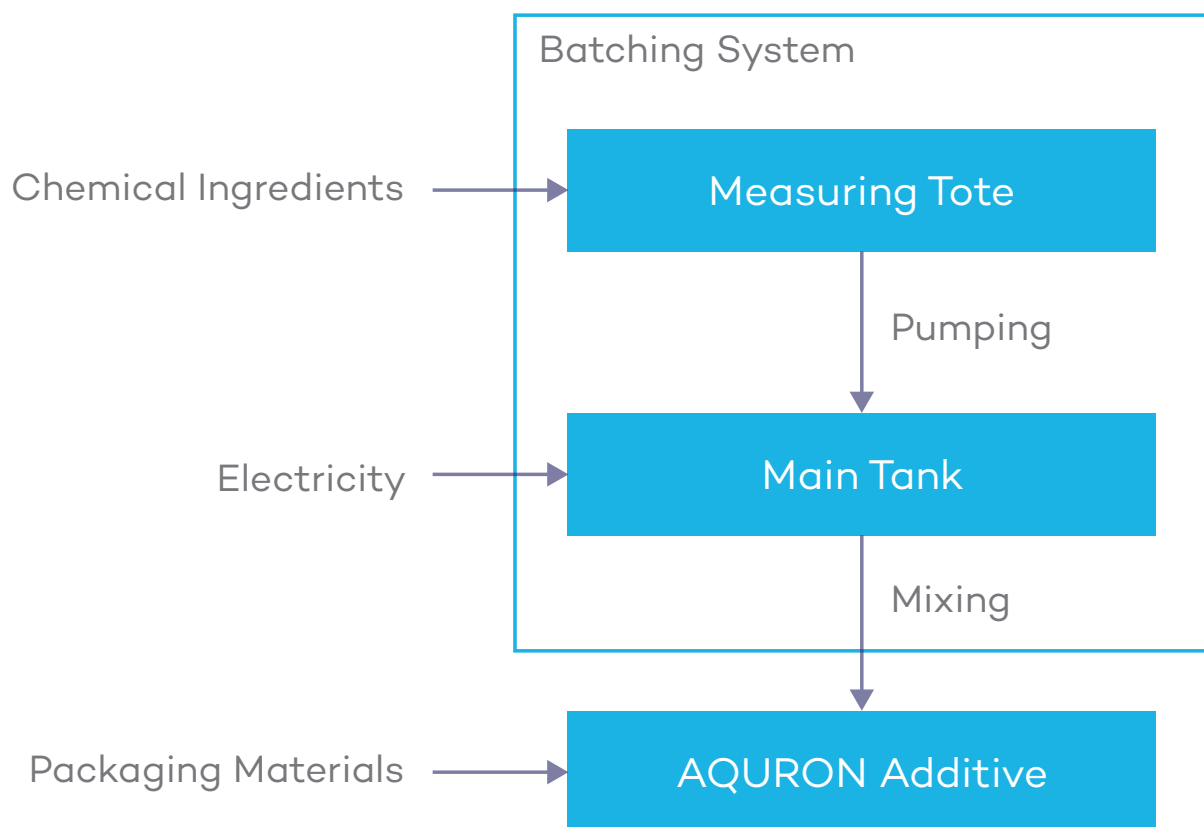 Batching System
Chemical Ingredients
Measuring Tote
Pumping
Electricity
Main Tank
Mixing
Packaging Materials
AQURON Additive